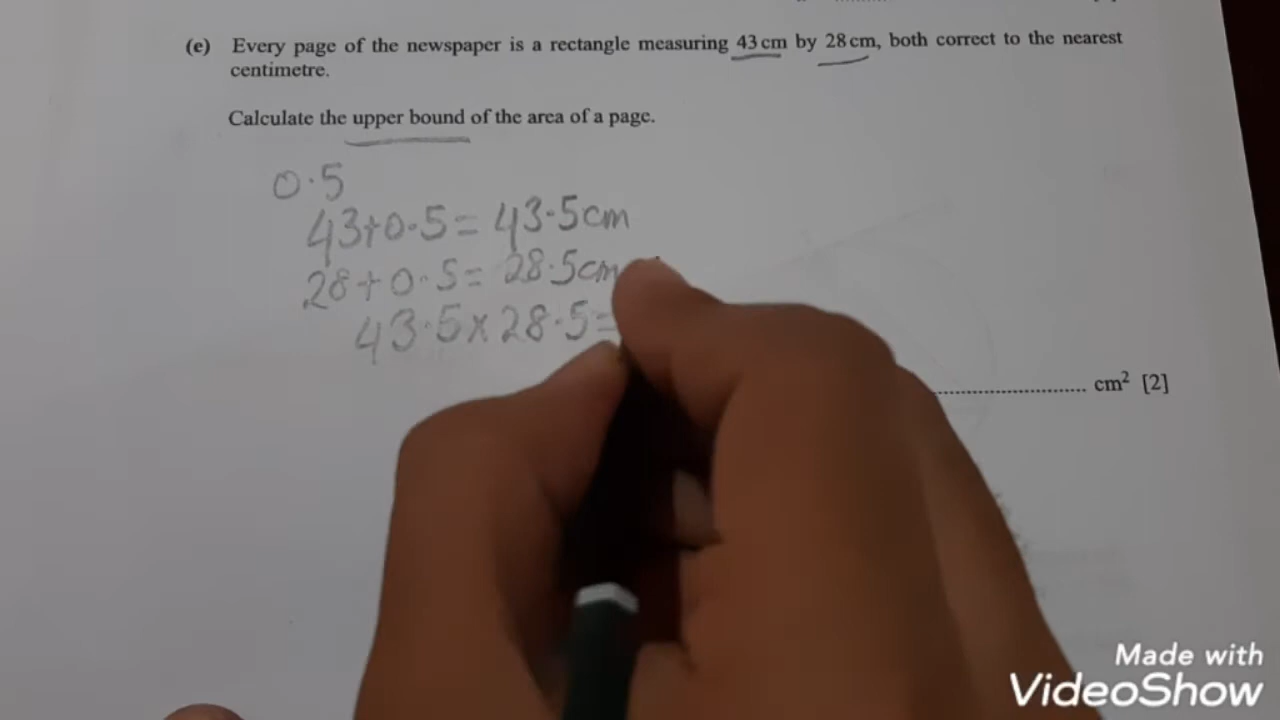 (e) Every page of the newspaper is a rectangle measuring 43 cm by 28 cm, both correct to the nearest
centimetre.
Calculate the upper bound of the area of a page.
0.5
43+0.5= 43.5cm
28+0.5= 28.5cm
43.5x28.5=
........................... cm² [2]
Made with
VideoShow